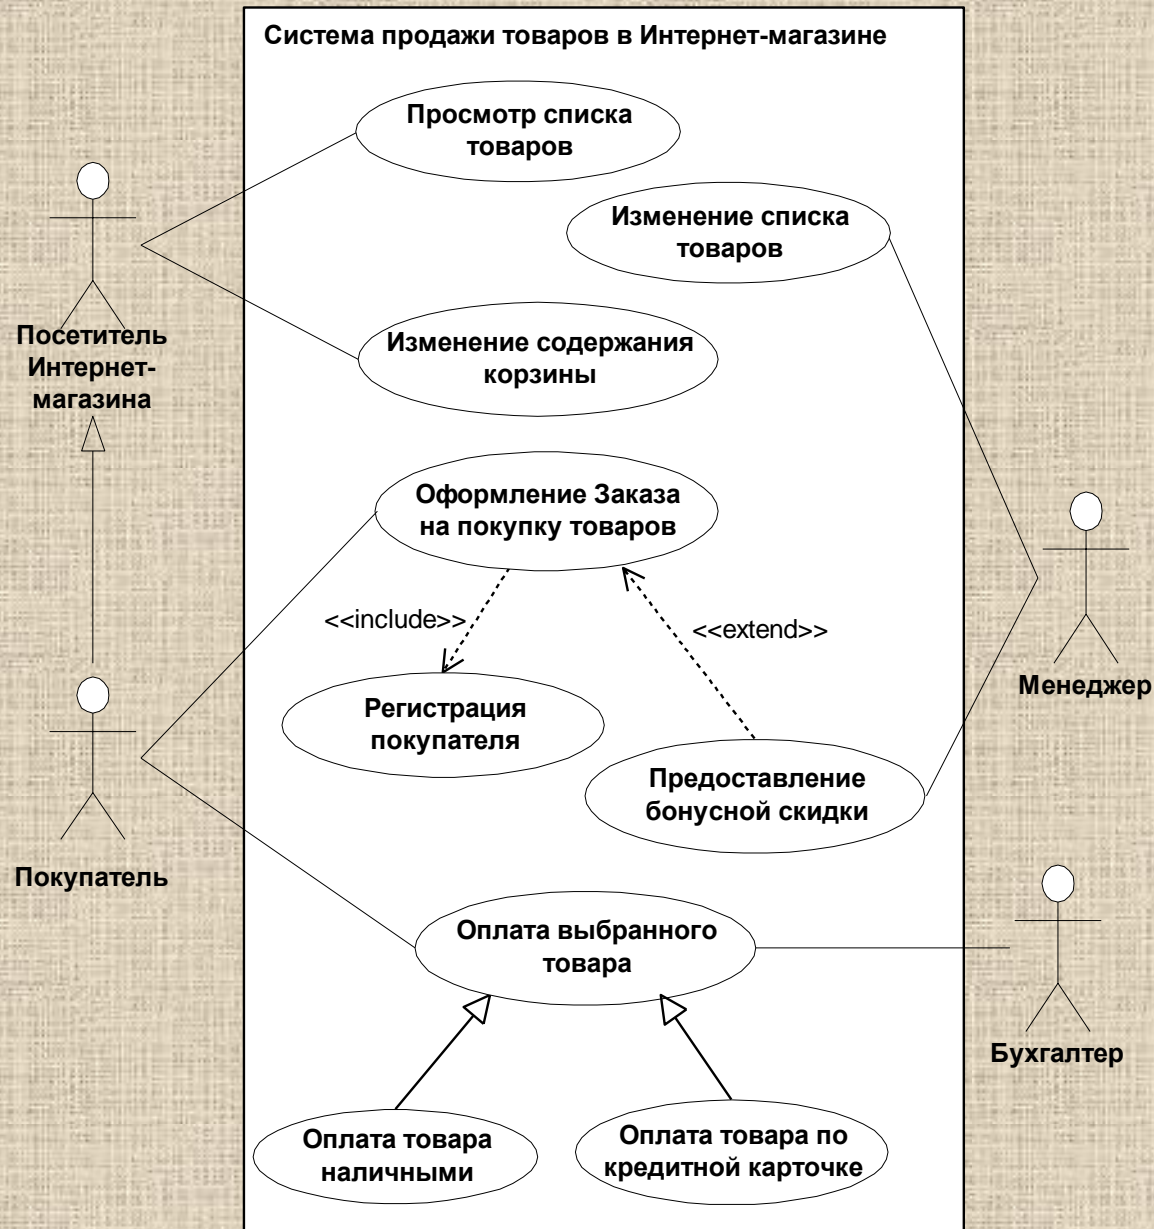 Система продажи товаров в Интернет-магазине
Просмотр списка
товаров
Изменение списка
товаров
Посетитель
Интернет-
магазина
Изменение содержания
корзины
Оформление Заказа
на покупку товаров
<<include>>
<<extend>>
Менеджер
Регистрация
покупателя
Предоставление
бонусной скидки
Покупатель
Оплата выбранного
товара
Бухгалтер
Оплата товара
наличными
Оплата товара по
кредитной карточке